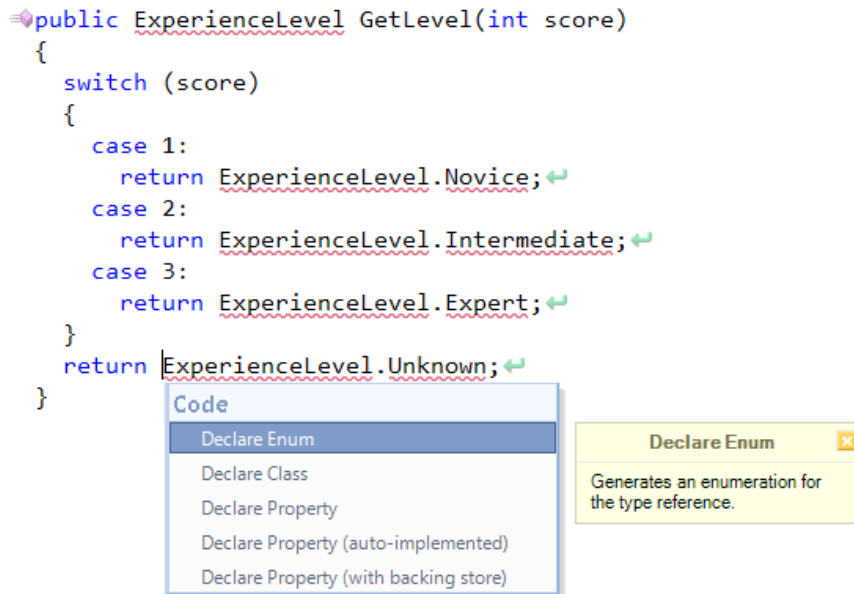 public ExperienceLevel GetLevel(int score)
{
switch (score)
{
case 1:
return ExperienceLevel.Novice;
case 2:
return ExperienceLevel.Intermediate;
case 3:
return ExperienceLevel.Expert;
}
return ExperienceLevel.Unknown;
}
Code
Declare Enum
Declare Class
Declare Property
Declare Property (auto-implemented)
Declare Property (with backing store)
Declare Enum
Generates an enumeration for
the type reference.